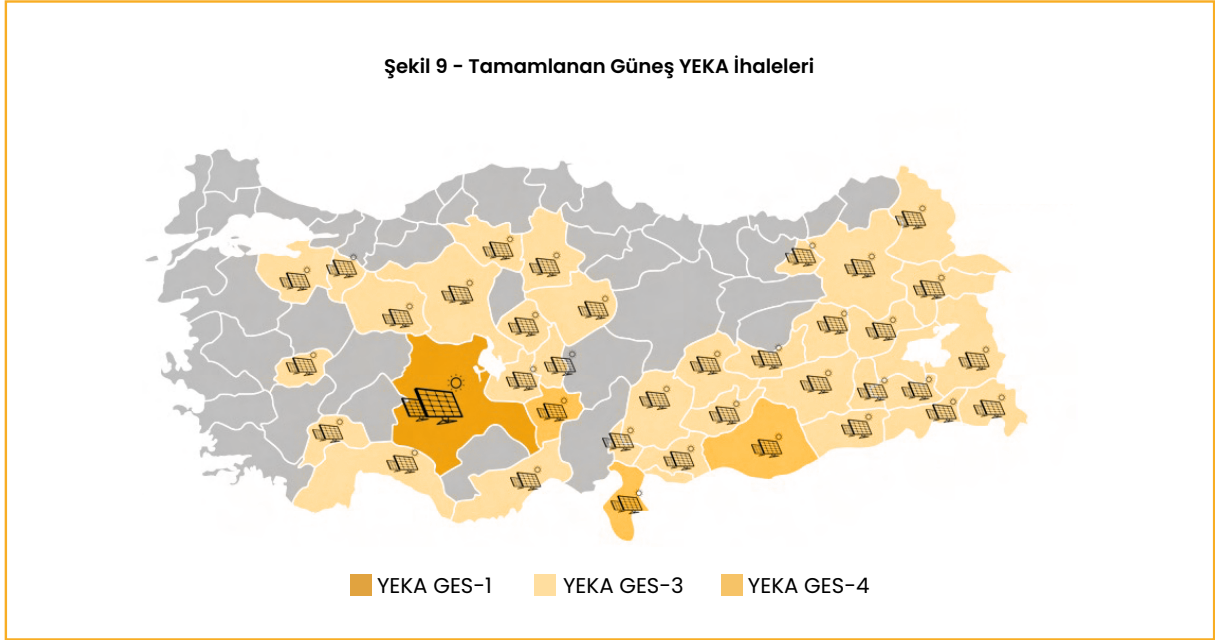 Şekil 9 - Tamamlanan Güneş YEKA İhaleleri
YEKA GES-1
YEKA GES-3
YEKA GES-4